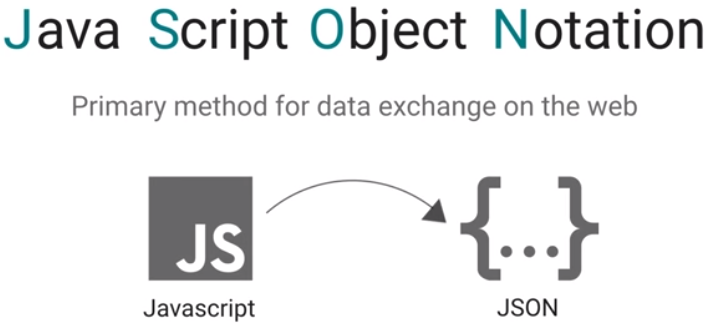 Java Script Object Notation
Primary method for data exchange on the web
JS
{...}
Javascript
JSON